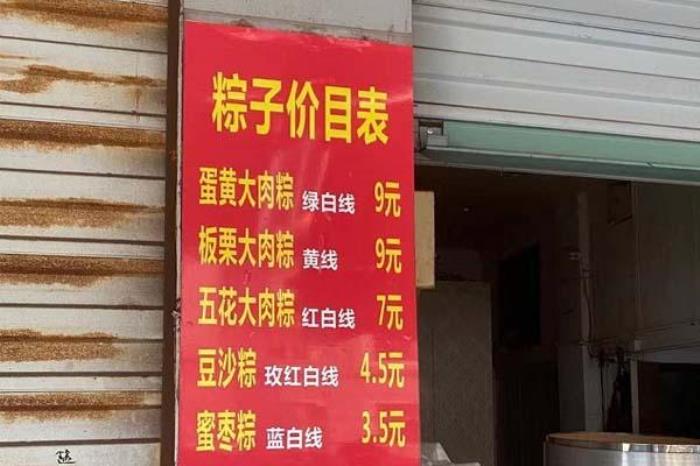 粽子价目表
蛋黄大肉粽 绿白线 9元
板栗大肉粽 黄线 9元
五花大肉粽 红白线 7元
豆沙粽 玫红白线 4.5元
蜜枣粽 蓝白线 3.5元